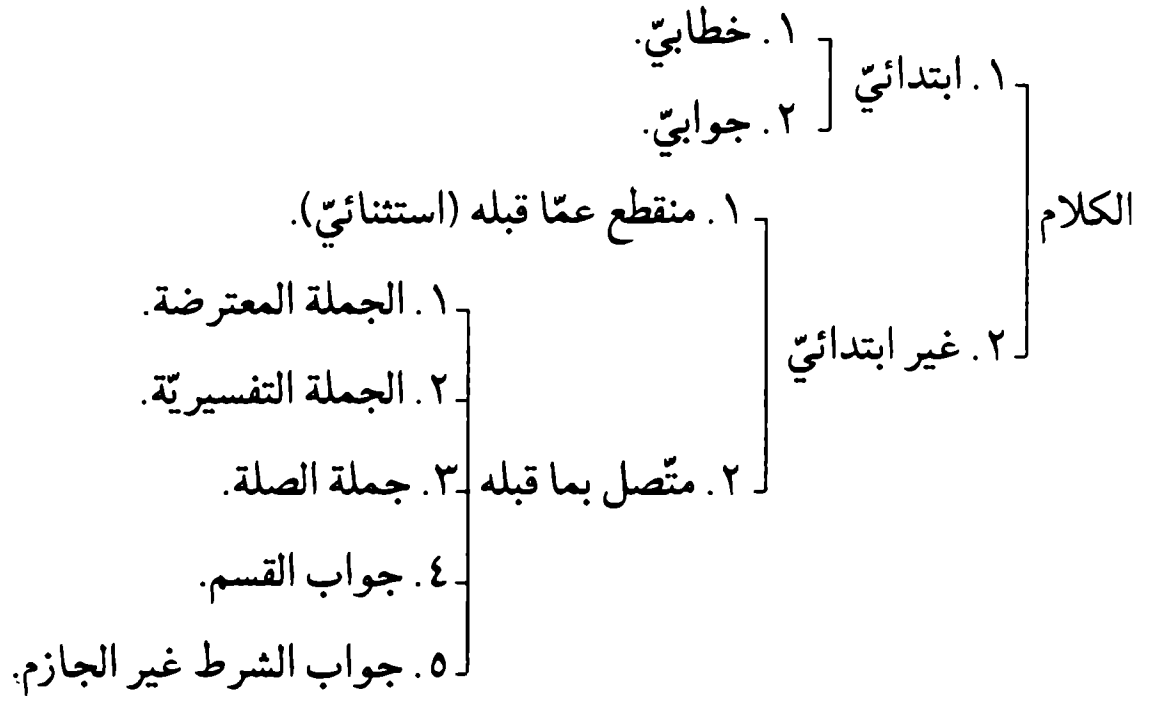 ١. خطابيّ.
١. ابتدائيّ
٢. جوابيّ.
الكلام
١. منقطع عمّا قبله (استثنائيّ).
١. الجملة المعترضة.
٢. غير ابتدائيّ
٢. الجملة التفسيريّة.
٢. متّصل بما قبله
٣. جملة الصلة.
٤. جواب القسم.
٥. جواب الشرط غير الجازم.